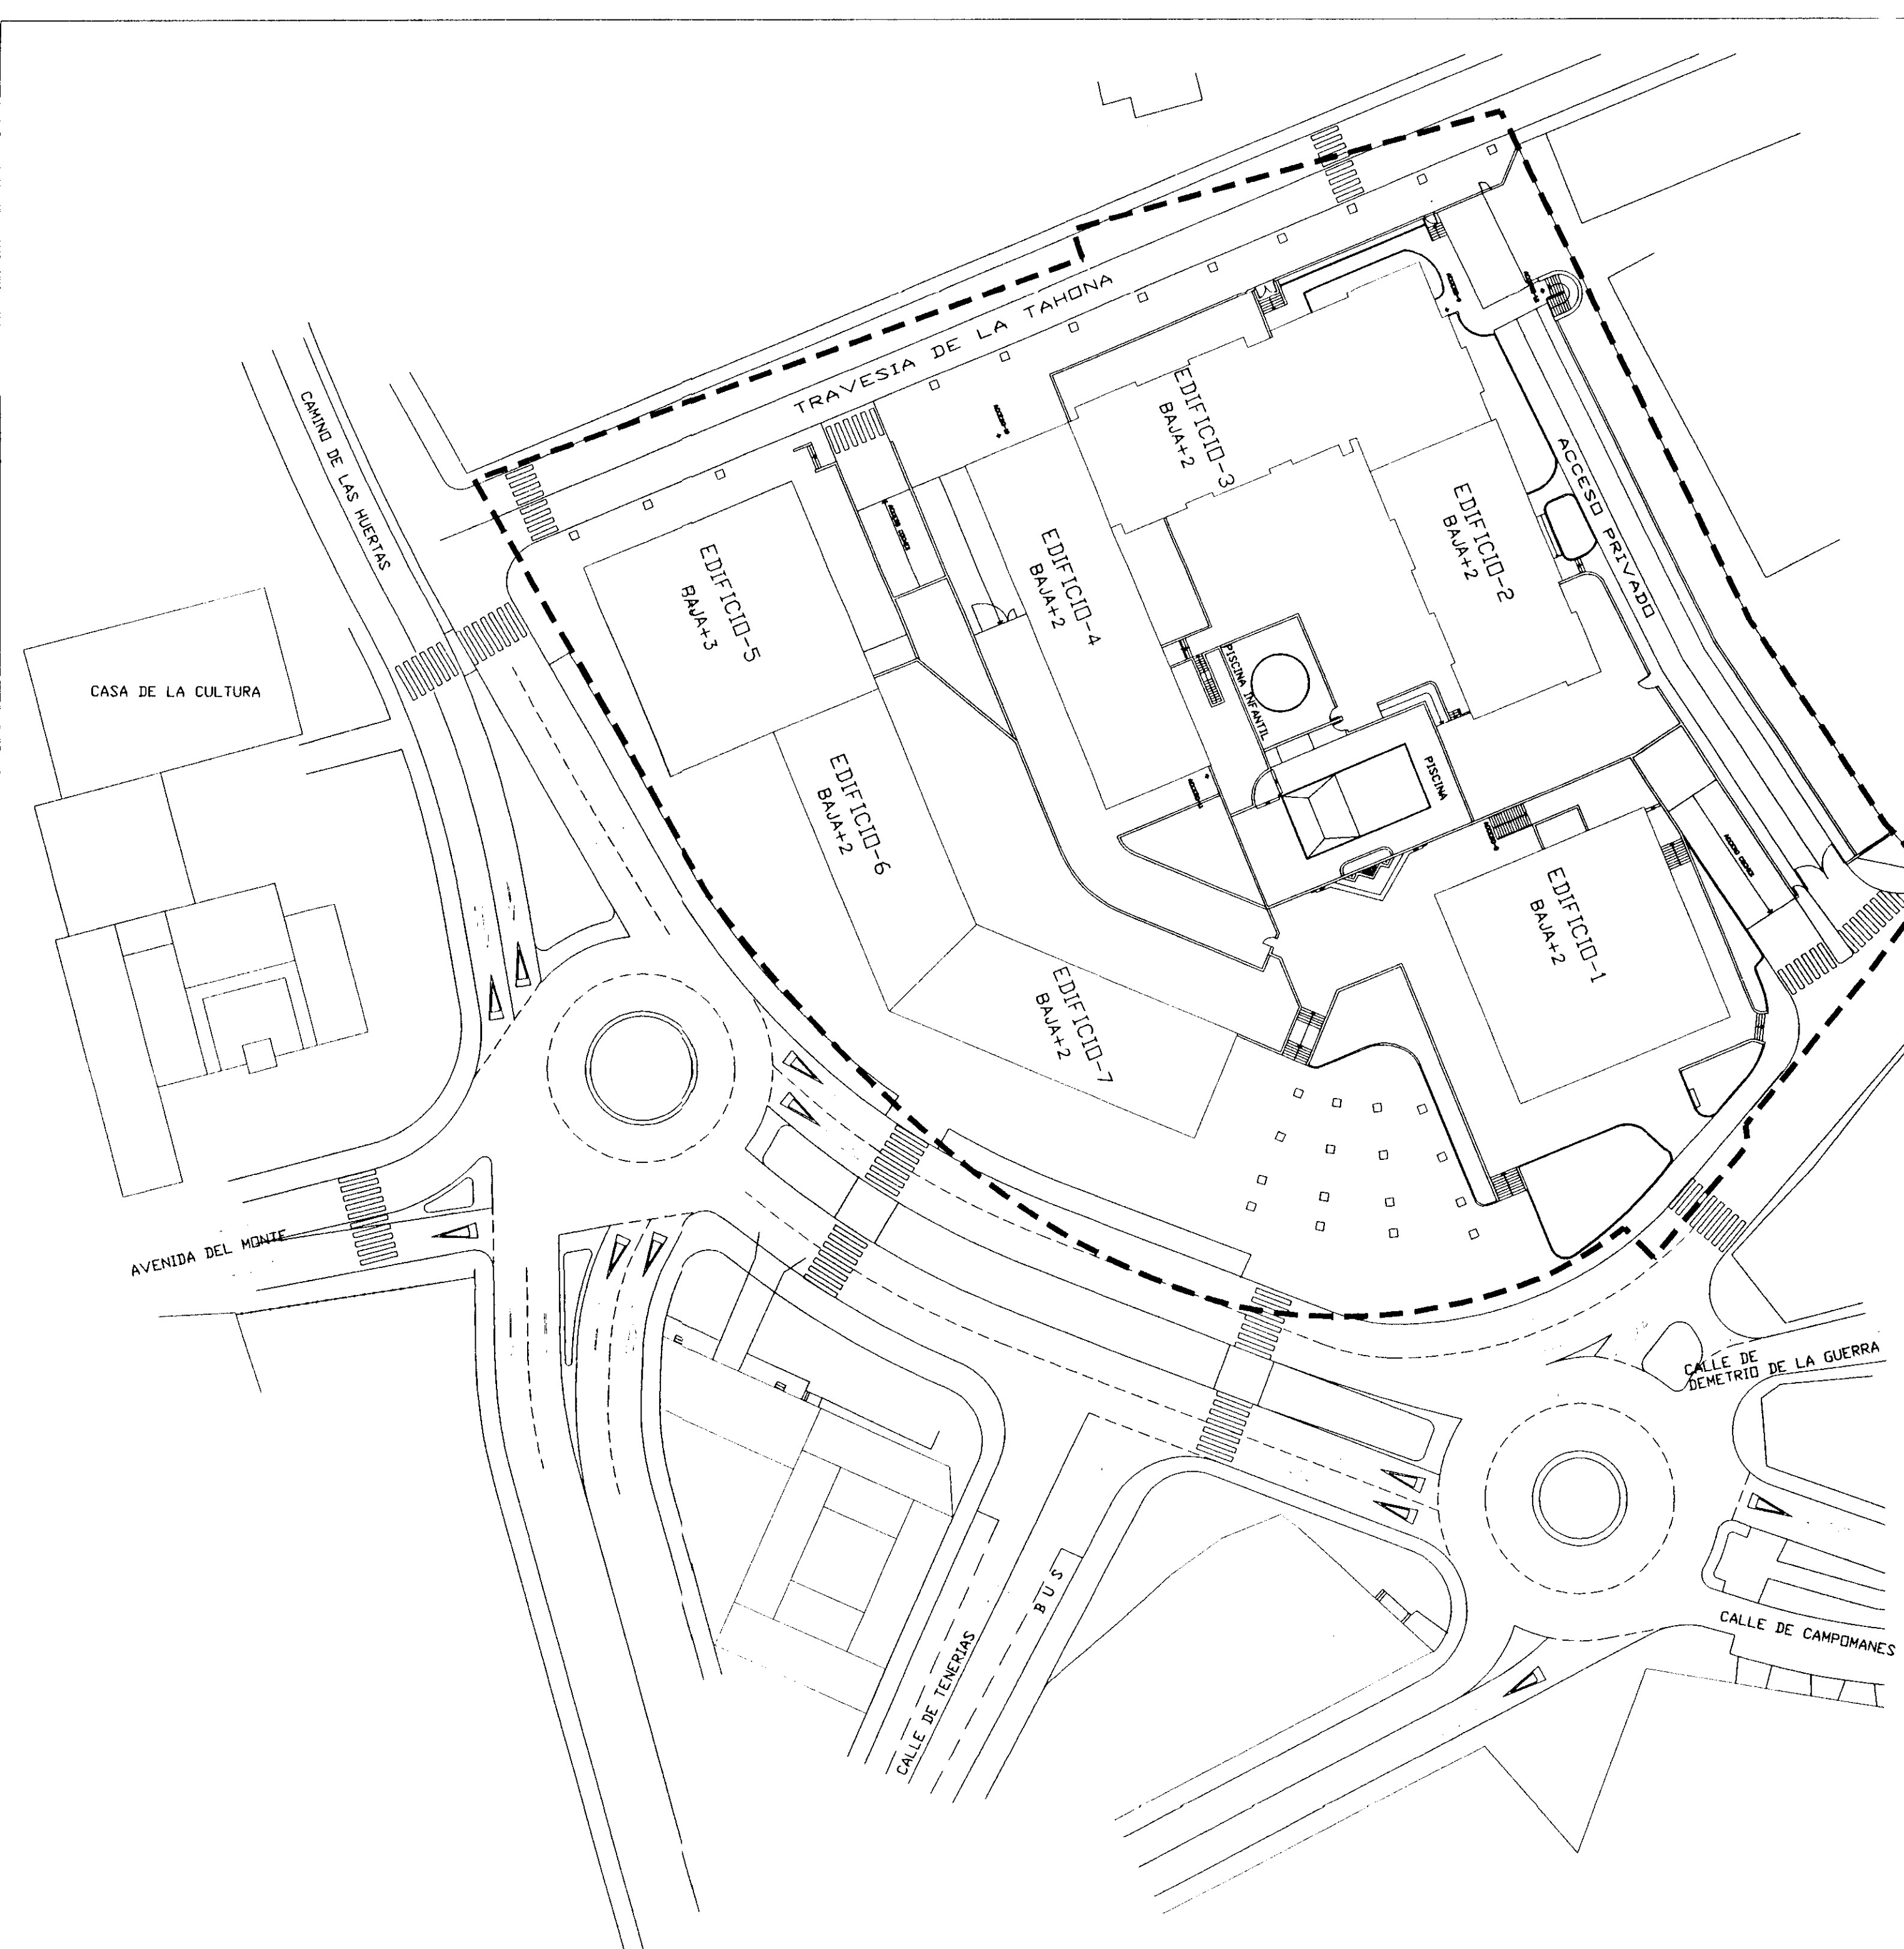 TRAVESIA DE LA TAHONA
CAMINO DE LAS HUERTAS
EDIFICIO-3
BAJA+2
EDIFICIO-2
BAJA+2
ACCESO PRIVADO
EDIFICIO-4
BAJA+2
EDIFICIO-5
BAJA+3
CASA DE LA CULTURA
PISCINA INFANTIL
PISCINA
EDIFICIO-6
BAJA+2
EDIFICIO-1
BAJA+2
EDIFICIO-7
BAJA+2
AVENIDA DEL MONTE
CALLE DE
DEMETRIO DE LA GUERRA
BUS
CALLE DE TENERIAS
CALLE DE CAMPOMANES